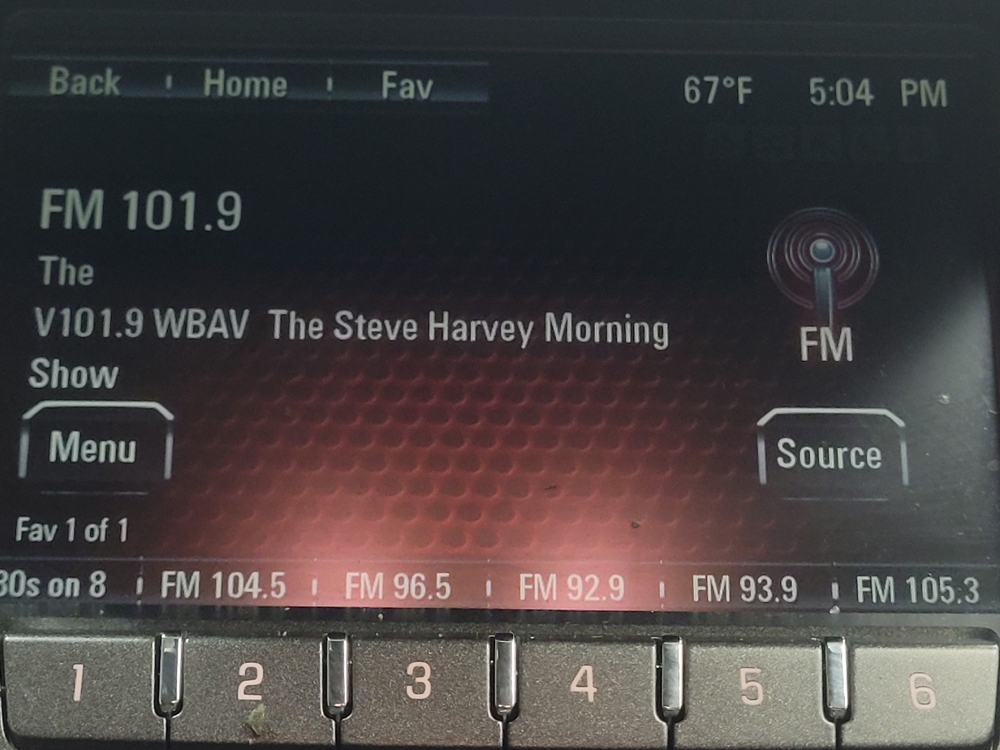 Back Home Fav 67°F 5:04 PM
FM 101.9
The
V101.9 WBAV The Steve Harvey Morning
Show
FM
Menu
Source
Fav 1 of 1
80s on 8 FM 104.5 FM 96.5 FM 92.9 FM 93.9 FM 105.3
1 2 3 4 5 6